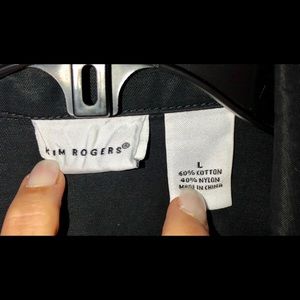 KIM ROGERS®
L
60% COTTON
40% NYLON
MADE IN CHINA